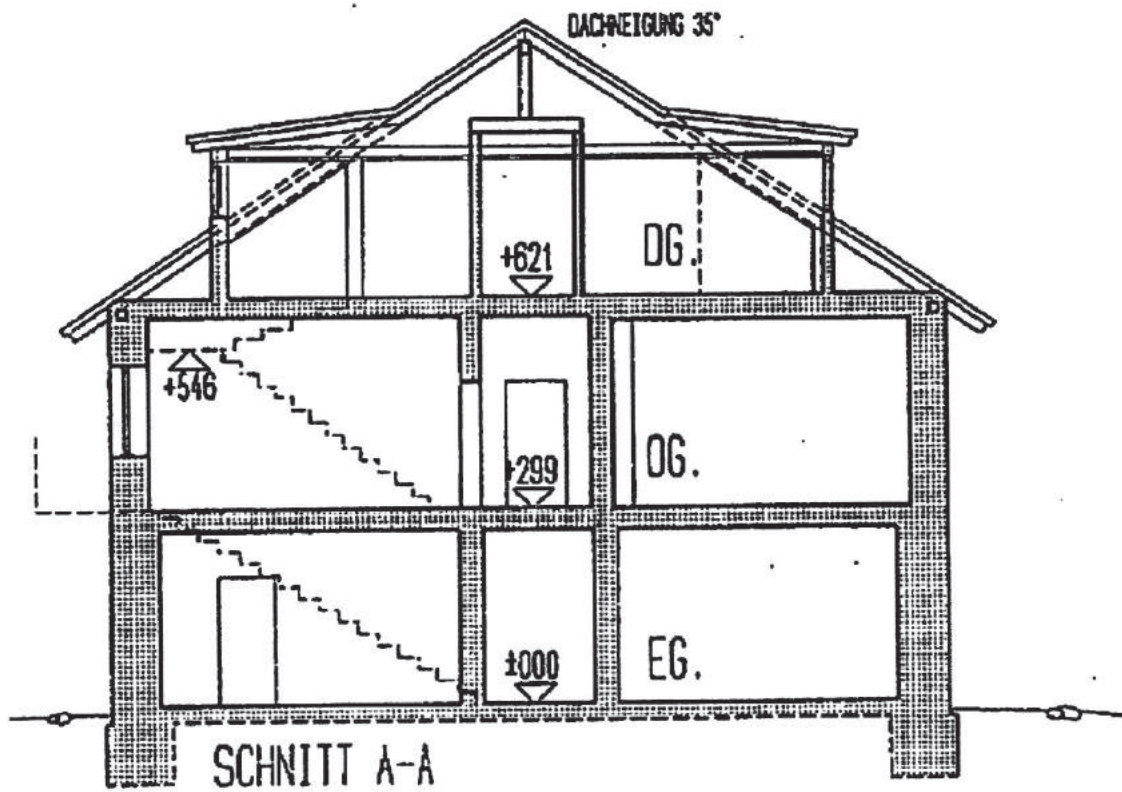 DACHNEIGUNG 35°
+621
DG.
+546
+299
OG.
±000
EG.
SCHNITT A-A